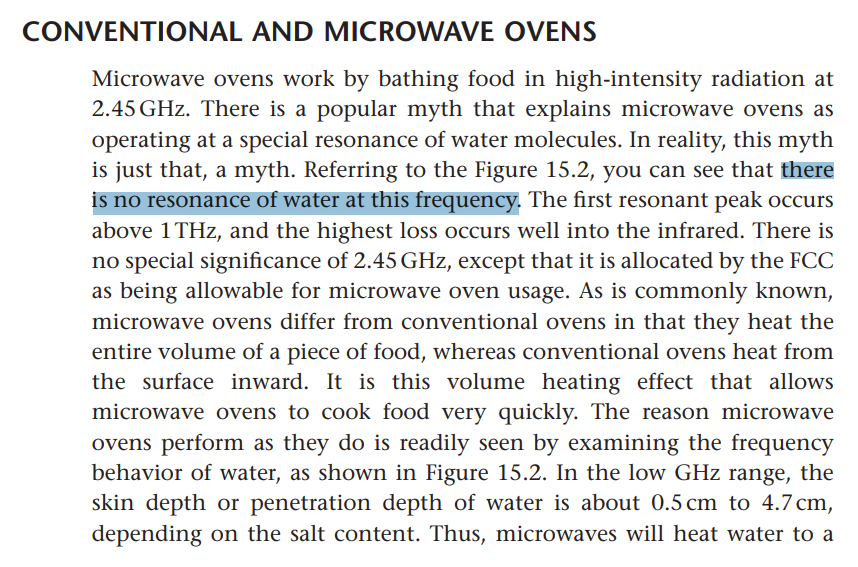 CONVENTIONAL AND MICROWAVE OVENS
Microwave ovens work by bathing food in high-intensity radiation at
2.45 GHz. There is a popular myth that explains microwave ovens as
operating at a special resonance of water molecules. In reality, this myth
is just that, a myth. Referring to the Figure 15.2, you can see that there
is no resonance of water at this frequency. The first resonant peak occurs
above 1 THz, and the highest loss occurs well into the infrared. There is
no special significance of 2.45 GHz, except that it is allocated by the FCC
as being allowable for microwave oven usage. As is commonly known,
microwave ovens differ from conventional ovens in that they heat the
entire volume of a piece of food, whereas conventional ovens heat from
the surface inward. It is this volume heating effect that allows
microwave ovens to cook food very quickly. The reason microwave
ovens perform as they do is readily seen by examining the frequency
behavior of water, as shown in Figure 15.2. In the low GHz range, the
skin depth or penetration depth of water is about 0.5 cm to 4.7 cm,
depending on the salt content. Thus, microwaves will heat water to a